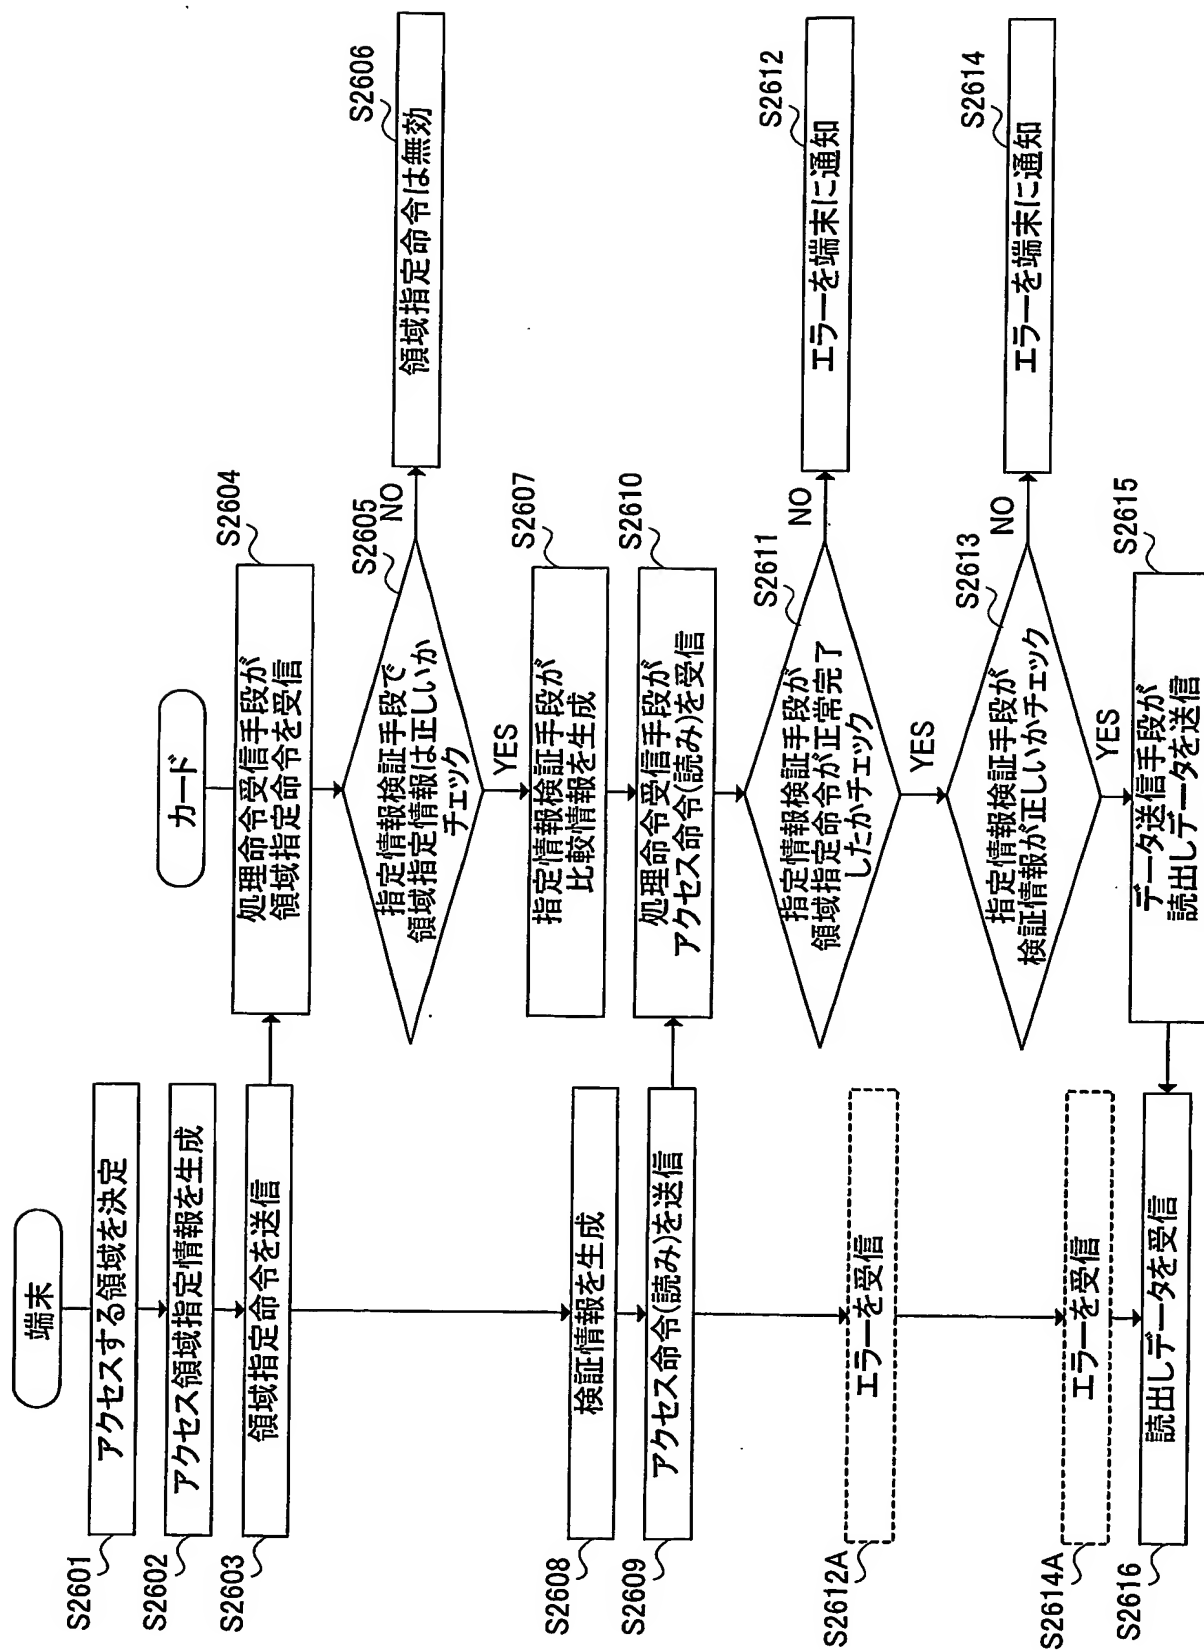 端末
S2601
アクセスする領域を決定
S2602
アクセス領域指定情報を生成
S2603
領域指定命令を送信
カード
S2604
処理命令受信手段が
領域指定命令を受信
S2605
指定情報検証手段で
領域指定情報は正しいか
チェック
NO
S2606
領域指定命令は無効
YES
S2607
指定情報検証手段が
比較情報を生成
S2608
検証情報を生成
S2609
アクセス命令(読み)を送信
S2610
処理命令受信手段が
アクセス命令(読み)を受信
S2611
指定情報検証手段が
領域指定命令が正常完了
したかチェック
NO
S2612
エラーを端末に通知
S2612A
エラーを受信
YES
S2613
指定情報検証手段が
検証情報が正しいかチェック
NO
S2614
エラーを端末に通知
S2614A
エラーを受信
YES
S2615
データ送信手段が
読出しデータを送信
S2616
読出しデータを受信